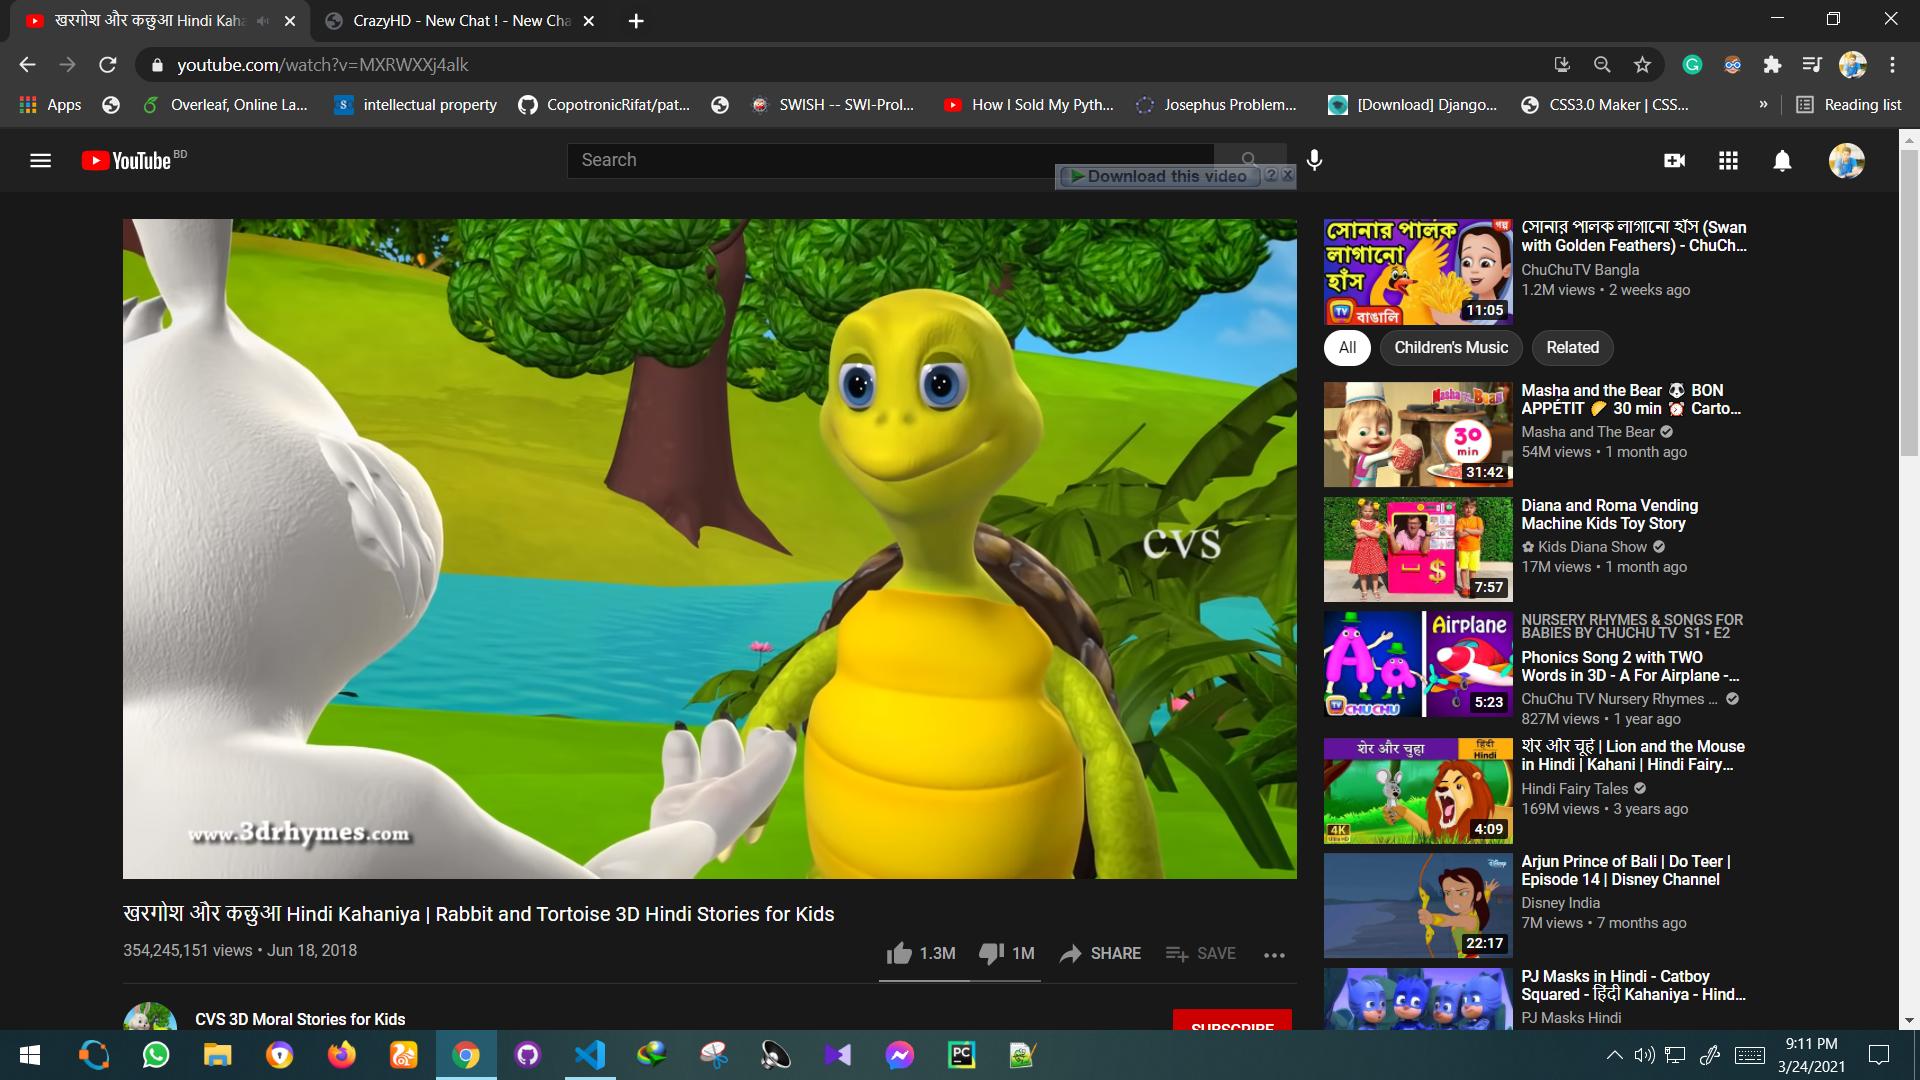 खरगोश और कछुआ Hindi Kaha
CrazyHD - New Chat ! - New Cha
youtube.com/watch?v=MXRWXXj4alk
Apps
Overleaf, Online La...
intellectual property
CopotronicRifat/pat...
SWISH -- SWI-Prol...
How I Sold My Pyth...
Josephus Problem...
[Download] Django...
CSS3.0 Maker | CSS...
»
Reading list
YouTube BD
Search
Download this video
CVS
www.3drhymes.com
खरगोश और कछुआ Hindi Kahaniya | Rabbit and Tortoise 3D Hindi Stories for Kids
354,245,151 views • Jun 18, 2018
1.3M
1M
SHARE
SAVE
CVS 3D Moral Stories for Kids
SUBSCRIBE
সোনার পালক
লাগানো
হাঁস
গল্প
TV বাঙালি
11:05
সোনার পালক লাগানো হাঁস (Swan
with Golden Feathers) - ChuCh...
ChuChuTV Bangla
1.2M views • 2 weeks ago
All
Children's Music
Related
Masha and the Bear
30
min
31:42
Masha and the Bear 🐼 BON
APPÉTIT 🌮 30 min ⏰ Carto...
Masha and The Bear
54M views • 1 month ago
$
7:57
Diana and Roma Vending
Machine Kids Toy Story
✿ Kids Diana Show
17M views • 1 month ago
Airplane
Aa
TV CHUCHU
5:23
NURSERY RHYMES & SONGS FOR
BABIES BY CHUCHU TV S1 • E2
Phonics Song 2 with TWO
Words in 3D - A For Airplane -...
ChuChu TV Nursery Rhymes ...
827M views • 1 year ago
शेर और चुहा
हिंदी
Hindi
4K
4:09
शेर और चूहे | Lion and the Mouse
in Hindi | Kahani | Hindi Fairy...
Hindi Fairy Tales
169M views • 3 years ago
Disney
22:17
Arjun Prince of Bali | Do Teer |
Episode 14 | Disney Channel
Disney India
7M views • 7 months ago
PJ Masks in Hindi - Catboy
Squared - हिंदी Kahaniya - Hind...
PJ Masks Hindi
PC
9:11 PM
3/24/2021